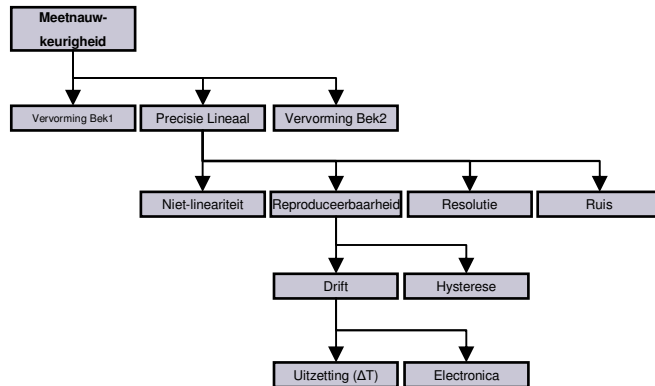 Meetnauw-
keurigheid
Vervorming Bek1
Precisie Lineaal
Vervorming Bek2
Niet-lineariteit
Reproduceerbaarheid
Resolutie
Ruis
Drift
Hysterese
Uitzetting (ΔT)
Electronica